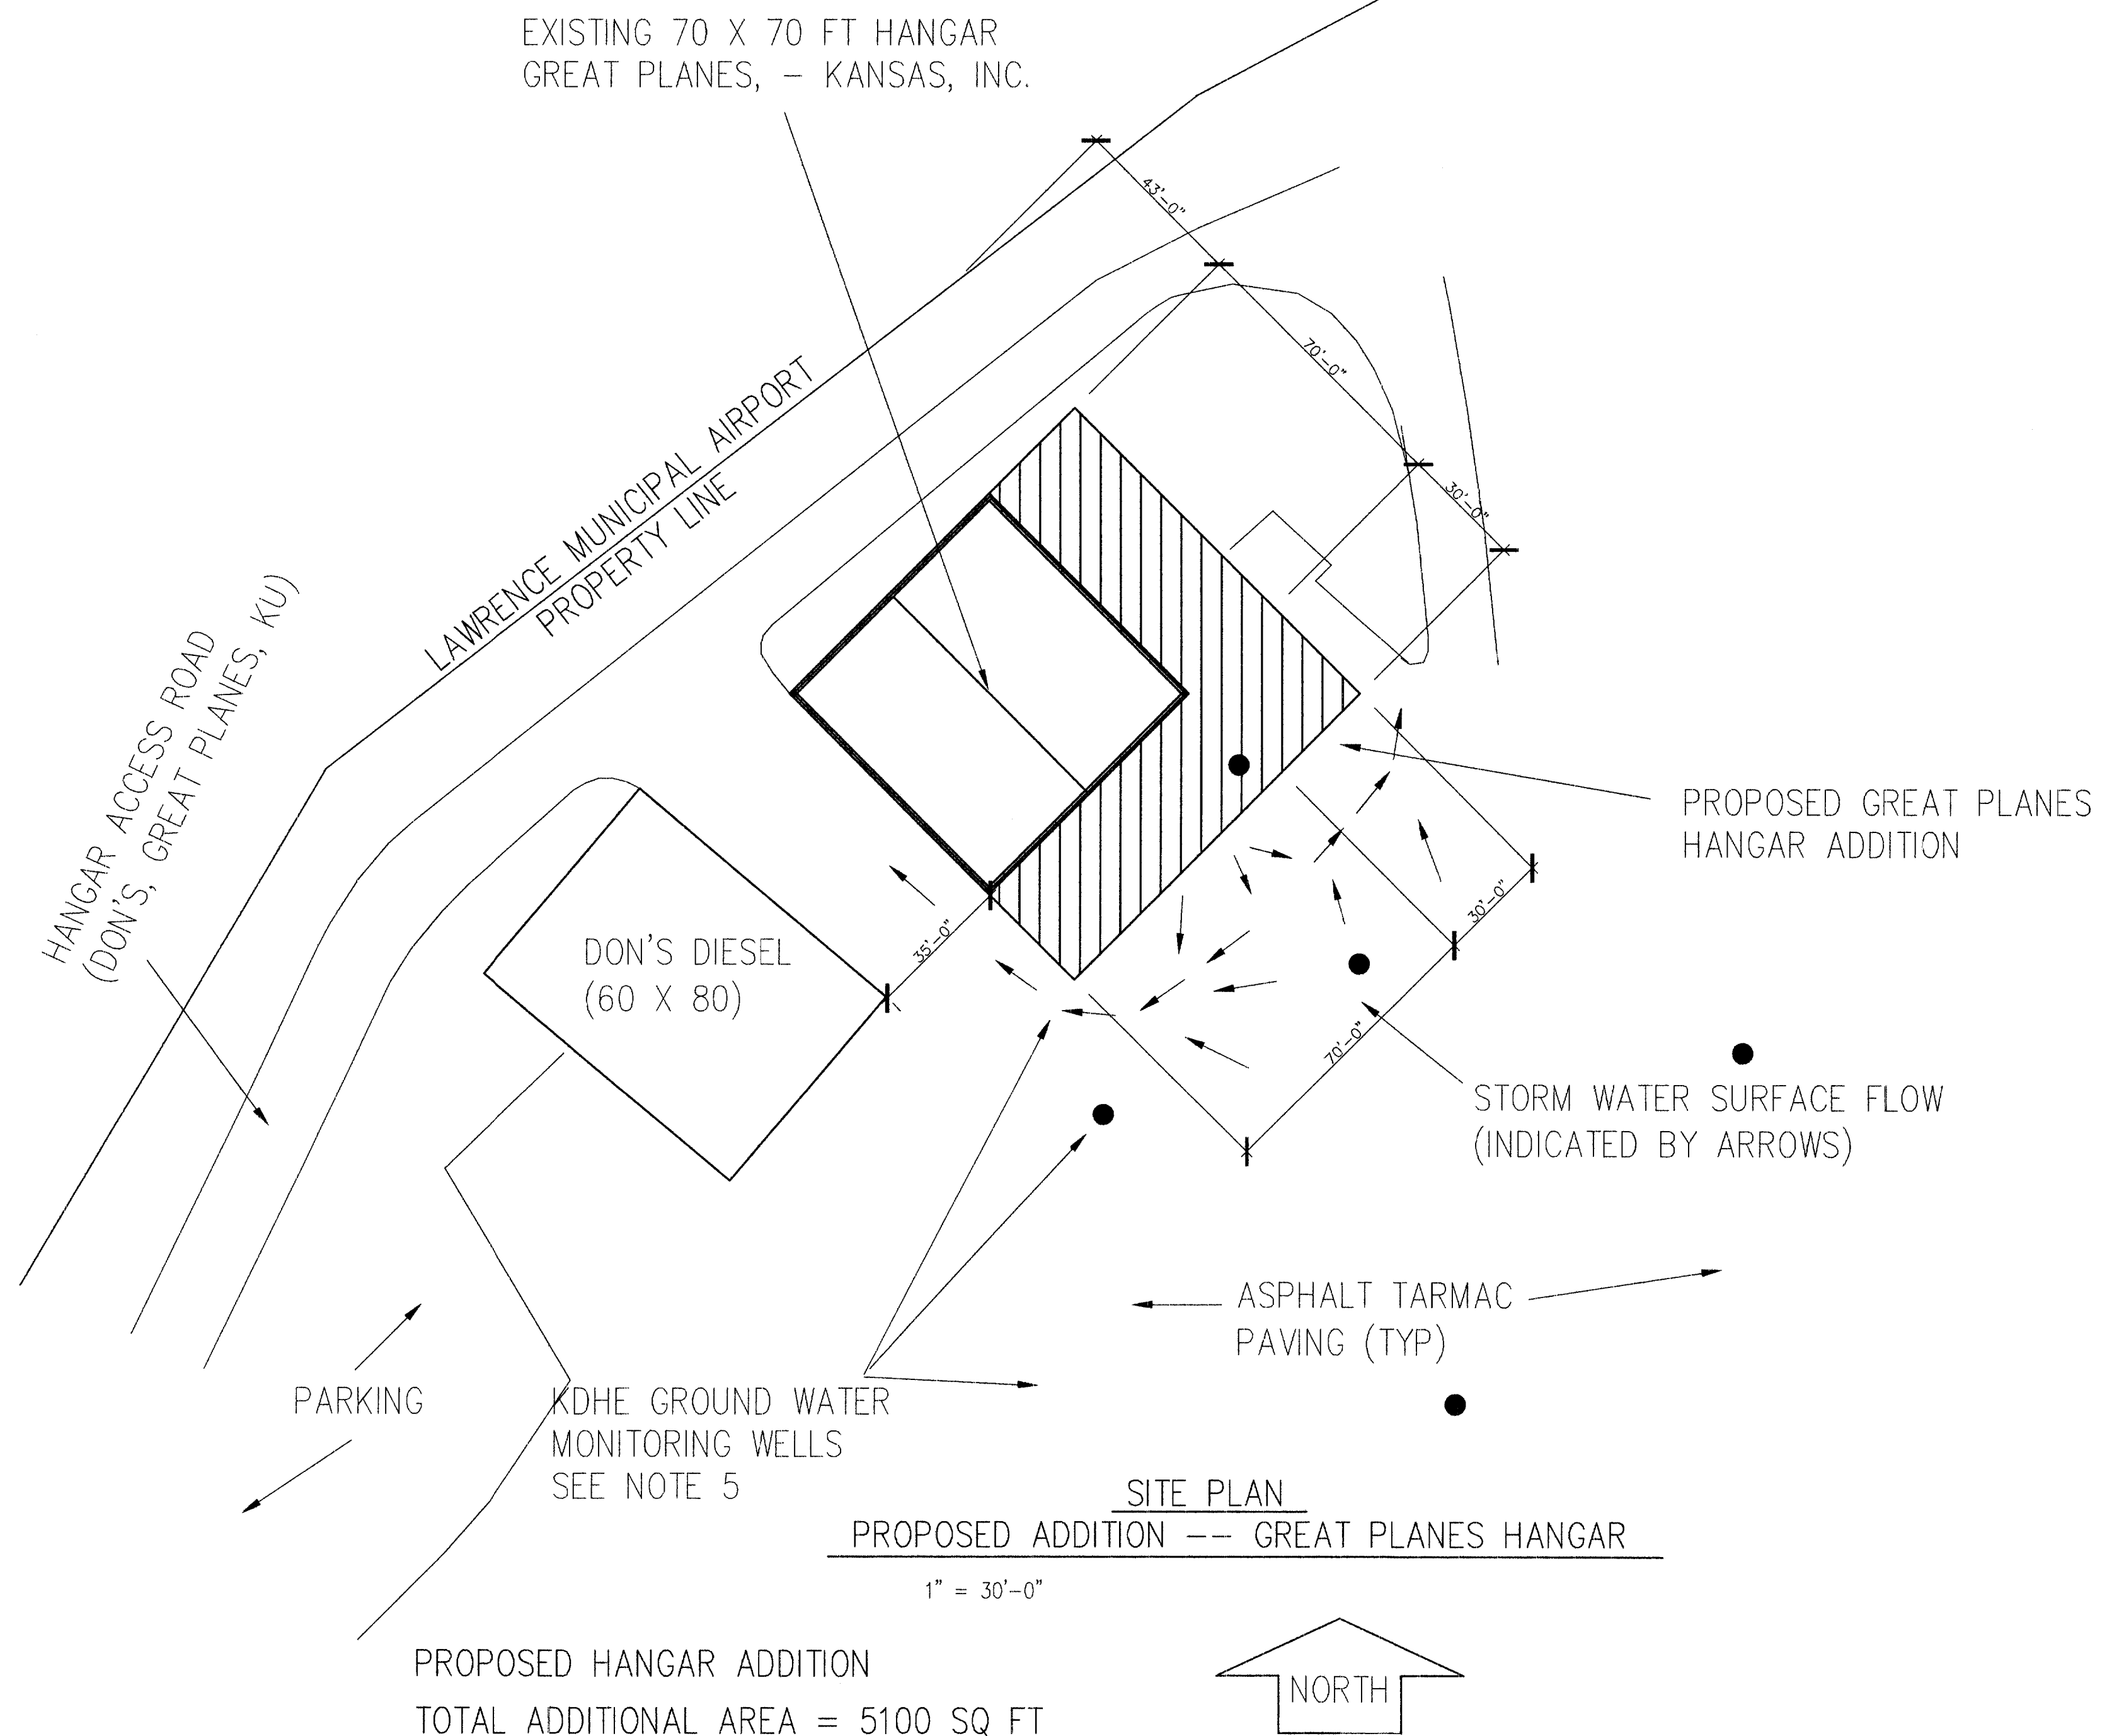 EXISTING 70 X 70 FT HANGAR
GREAT PLANES, – KANSAS, INC.
43'-0"
70'-0"
30'-0"
LAWRENCE MUNICIPAL AIRPORT
PROPERTY LINE
HANGAR ACCESS ROAD
(DON'S, GREAT PLANES, KU)
PROPOSED GREAT PLANES
HANGAR ADDITION
30'-0"
35'-0"
DON'S DIESEL
(60 X 80)
70'-0"
STORM WATER SURFACE FLOW
(INDICATED BY ARROWS)
ASPHALT TARMAC
PAVING (TYP)
PARKING
KDHE GROUND WATER
MONITORING WELLS
SEE NOTE 5
SITE PLAN
PROPOSED ADDITION -- GREAT PLANES HANGAR
1" = 30'-0"
PROPOSED HANGAR ADDITION
TOTAL ADDITIONAL AREA = 5100 SQ FT
NORTH